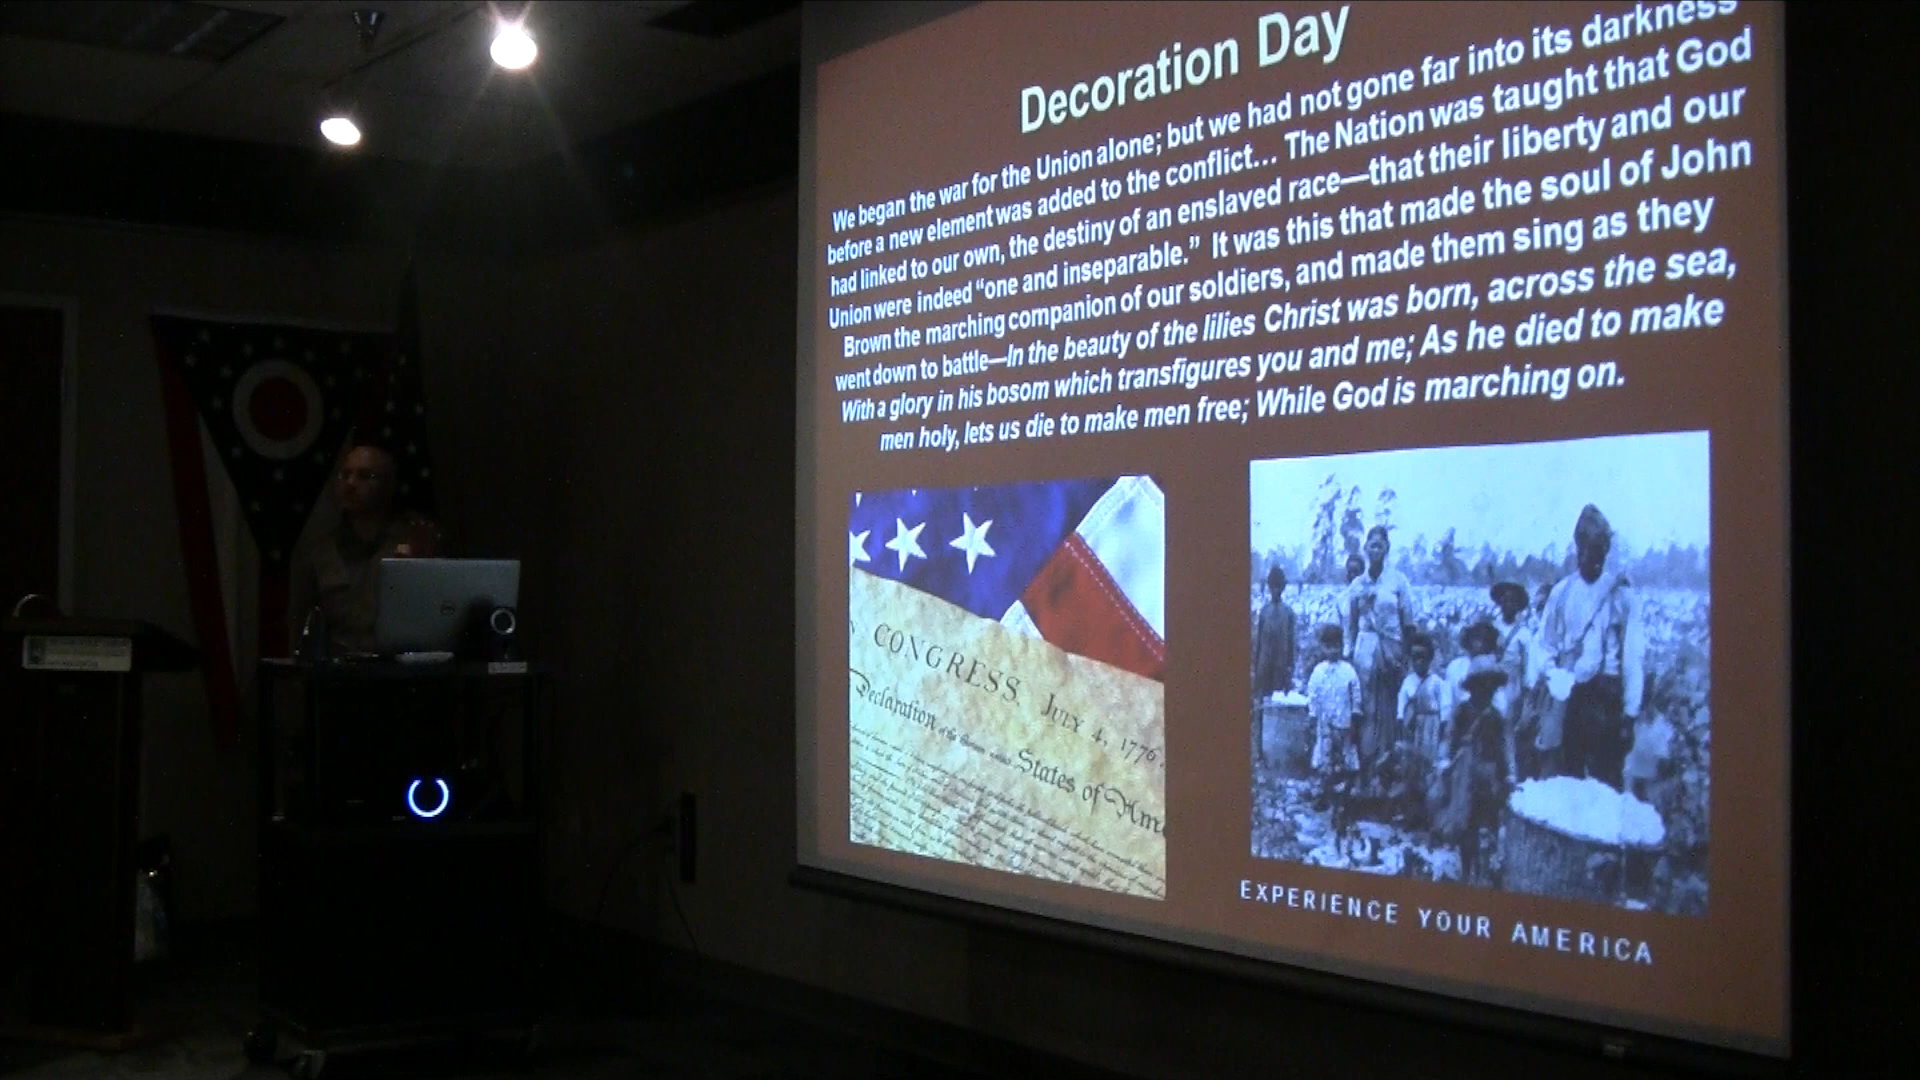 Decoration Day
We began the war for the Union alone; but we had not gone far into its darkness
before a new element was added to the conflict... The Nation was taught that God
had linked to our own, the destiny of an enslaved race—that their liberty and our
Union were indeed “one and inseparable.” It was this that made the soul of John
Brown the marching companion of our soldiers, and made them sing as they
went down to battle—In the beauty of the lilies Christ was born, across the sea,
With a glory in his bosom which transfigures you and me; As he died to make
men holy, lets us die to make men free; While God is marching on.
CONGRESS, July 4, 1776.
Declaration
States of Ame
EXPERIENCE YOUR AMERICA
DELL